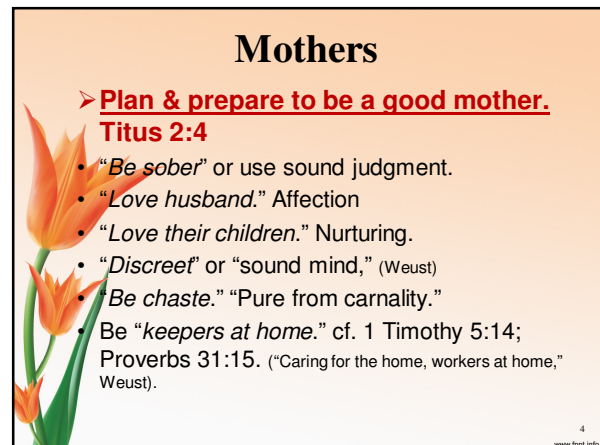 Mothers
➢Plan & prepare to be a good mother.
Titus 2:4
• “Be sober” or use sound judgment.
• “Love husband.” Affection
• “Love their children.” Nurturing.
• “Discreet” or “sound mind,” (Weust)
• “Be chaste.” “Pure from carnality.”
• Be “keepers at home.” cf. 1 Timothy 5:14;
Proverbs 31:15. (“Caring for the home, workers at home,”
Weust).
4